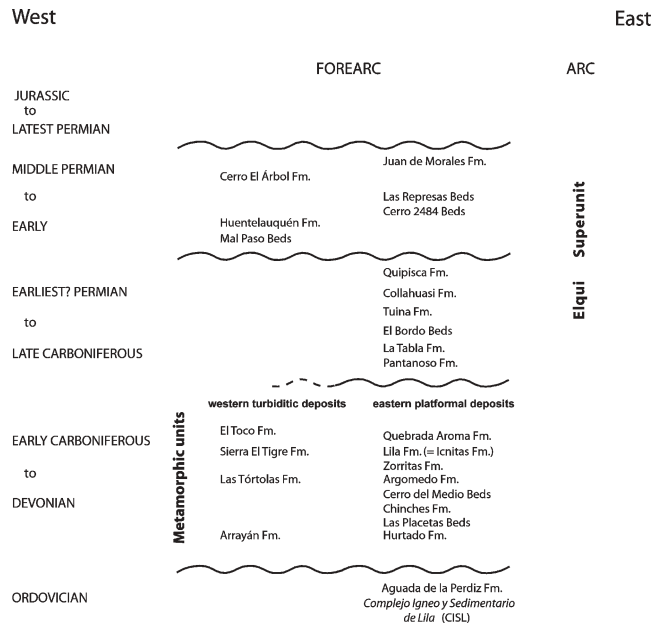 West
East
FOREARC
ARC
JURASSIC
to
LATEST PERMIAN
MIDDLE PERMIAN
to
EARLY
Juan de Morales Fm.
Cerro El Árbol Fm.
Las Represas Beds
Cerro 2484 Beds
Huentelauquén Fm.
Mal Paso Beds
Elqui Superunit
EARLIEST? PERMIAN
to
LATE CARBONIFEROUS
Quipisca Fm.
Collahuasi Fm.
Tuina Fm.
El Bordo Beds
La Tabla Fm.
Pantanoso Fm.
western turbiditic deposits
eastern platformal deposits
Metamorphic units
EARLY CARBONIFEROUS
to
DEVONIAN
El Toco Fm.
Sierra El Tigre Fm.
Las Tórtolas Fm.
Arrayán Fm.
Quebrada Aroma Fm.
Lila Fm. (= Icnitas Fm.)
Zorritas Fm.
Argomedo Fm.
Cerro del Medio Beds
Chinches Fm.
Las Placetas Beds
Hurtado Fm.
ORDOVICIAN
Aguada de la Perdiz Fm.
Complejo Igneo y Sedimentario
de Lila (CISL)